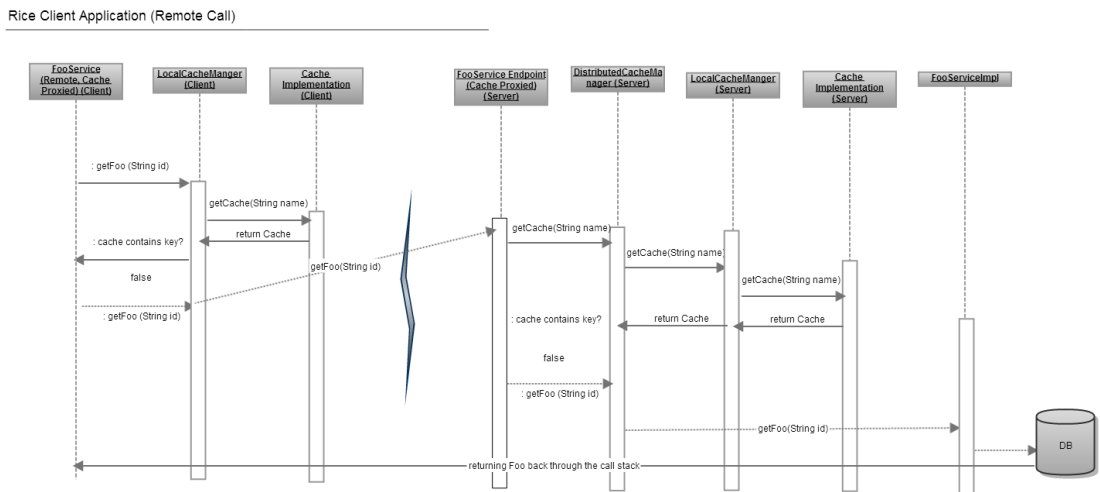 Rice Client Application (Remote Call)
FooService
(Remote, Cache
Proxied) (Client)
LocalCacheManger
(Client)
Cache
Implementation
(Client)
FooService Endpoint
(Cache Proxied)
(Server)
DistributedCacheMa
nager (Server)
LocalCacheManger
(Server)
Cache
Implementation
(Server)
FooServiceImpl
: getFoo (String id)
getCache(String name)
return Cache
: cache contains key?
false
: getFoo (String id)
getFoo(String id)
getCache(String name)
getCache(String name)
getCache(String name)
return Cache
return Cache
: cache contains key?
false
: getFoo (String id)
getFoo(String id)
DB
returning Foo back through the call stack